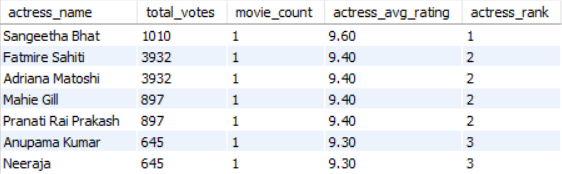 actress_name total_votes movie_count actress_avg_rating actress_rank
Sangeetha Bhat 1010 1 9.60 1
Fatmire Sahiti 3932 1 9.40 2
Adriana Matoshi 3932 1 9.40 2
Mahie Gill 897 1 9.40 2
Pranati Rai Prakash 897 1 9.40 2
Anupama Kumar 645 1 9.30 3
Neeraja 645 1 9.30 3